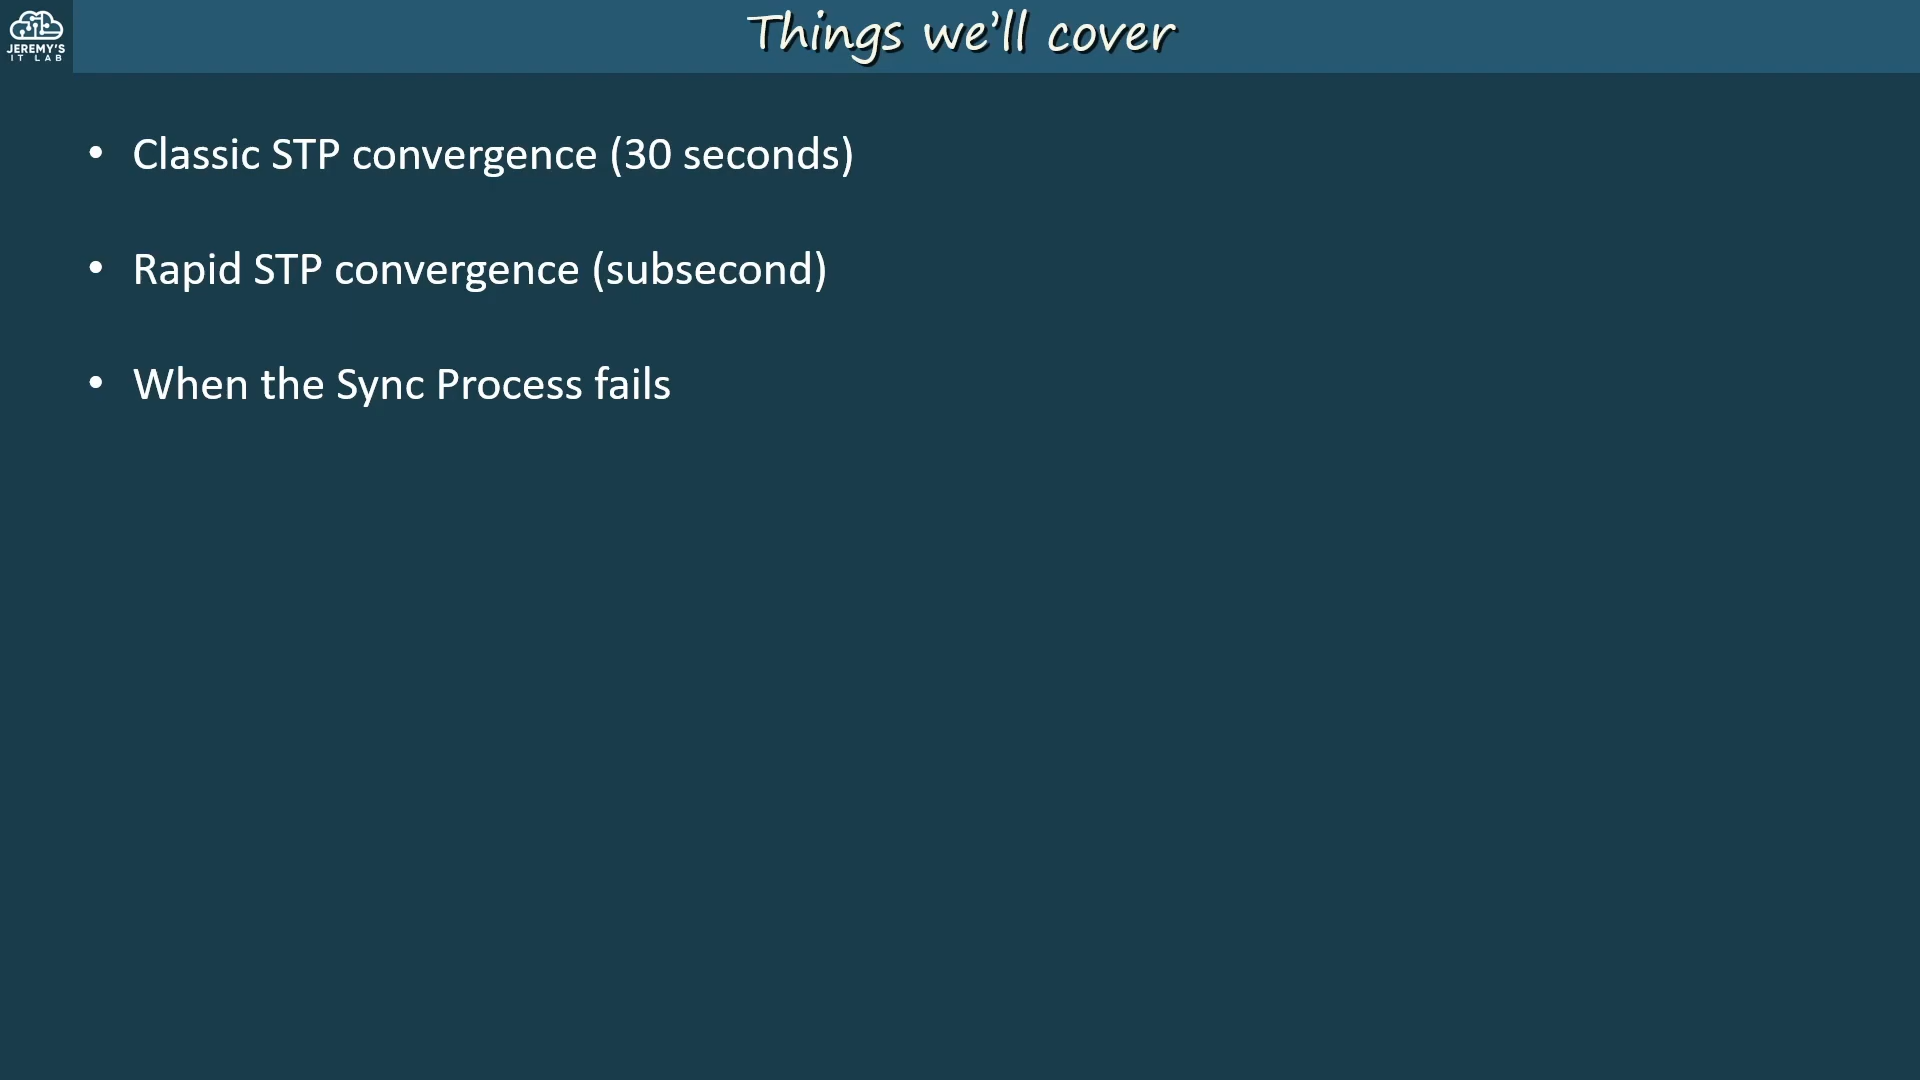 JEREMY'S
IT LAB
Things we'll cover
• Classic STP convergence (30 seconds)
• Rapid STP convergence (subsecond)
• When the Sync Process fails